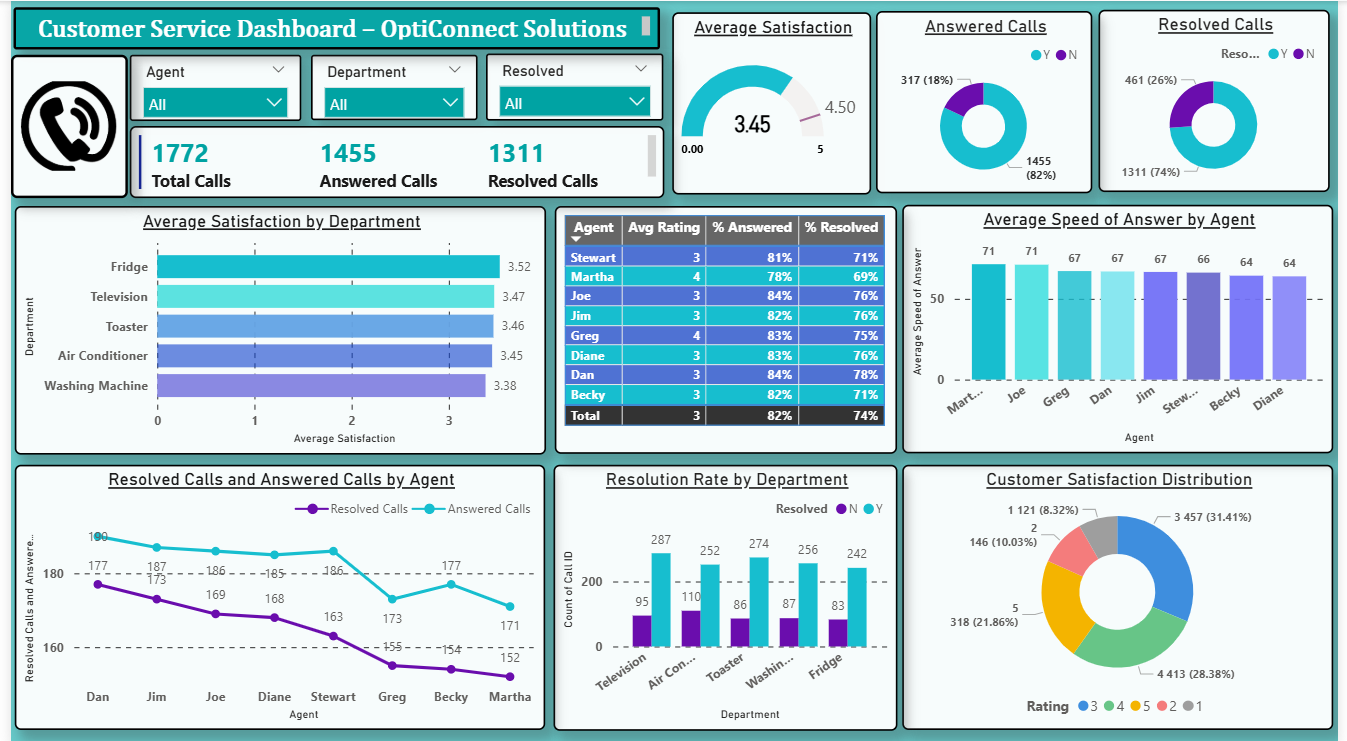 Customer Service Dashboard – OptiConnect Solutions
Agent
All
Department
All
Resolved
All
1772
Total Calls
1455
Answered Calls
1311
Resolved Calls
Average Satisfaction
3.45
4.50
0.00
5
Answered Calls
Y N
317 (18%)
1455
(82%)
Resolved Calls
Reso... Y N
461 (26%)
1311 (74%)
Average Satisfaction by Department
Department
Fridge 3.52
Television 3.47
Toaster 3.46
Air Conditioner 3.45
Washing Machine 3.38
0 1 2 3
Average Satisfaction
Agent Avg Rating % Answered % Resolved
Stewart 3 81% 71%
Martha 4 78% 69%
Joe 3 84% 76%
Jim 3 82% 76%
Greg 4 83% 75%
Diane 3 83% 76%
Dan 3 84% 78%
Becky 3 82% 71%
Total 3 82% 74%
Average Speed of Answer by Agent
Average Speed of Answer
71 71 67 67 67 66 64 64
50
0
Mart... Joe Greg Dan Jim Stew... Becky Diane
Agent
Resolved Calls and Answered Calls by Agent
Resolved Calls Answered Calls
Resolved Calls and Answere...
190 187 186 185 186 173 177 171
180
177 173 169 168 163 155 154 152
160
Dan Jim Joe Diane Stewart Greg Becky Martha
Agent
Resolution Rate by Department
Resolved N Y
Count of Call ID
200
0
95 287 110 252 86 274 87 256 83 242
Television Air Con... Toaster Washin... Fridge
Department
Customer Satisfaction Distribution
1 121 (8.32%)
2
146 (10.03%)
5
318 (21.86%)
3 457 (31.41%)
4 413 (28.38%)
Rating 3 4 5 2 1